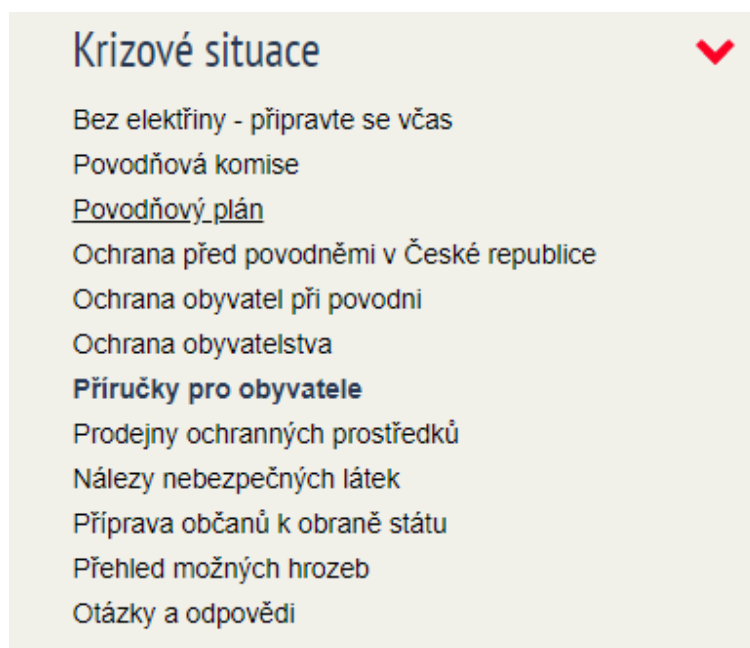 Krizové situace
Bez elektřiny - připravte se včas
Povodňová komise
Povodňový plán
Ochrana před povodněmi v České republice
Ochrana obyvatel při povodni
Ochrana obyvatelstva
Příručky pro obyvatele
Prodejny ochranných prostředků
Nálezy nebezpečných látek
Příprava občanů k obraně státu
Přehled možných hrozeb
Otázky a odpovědi